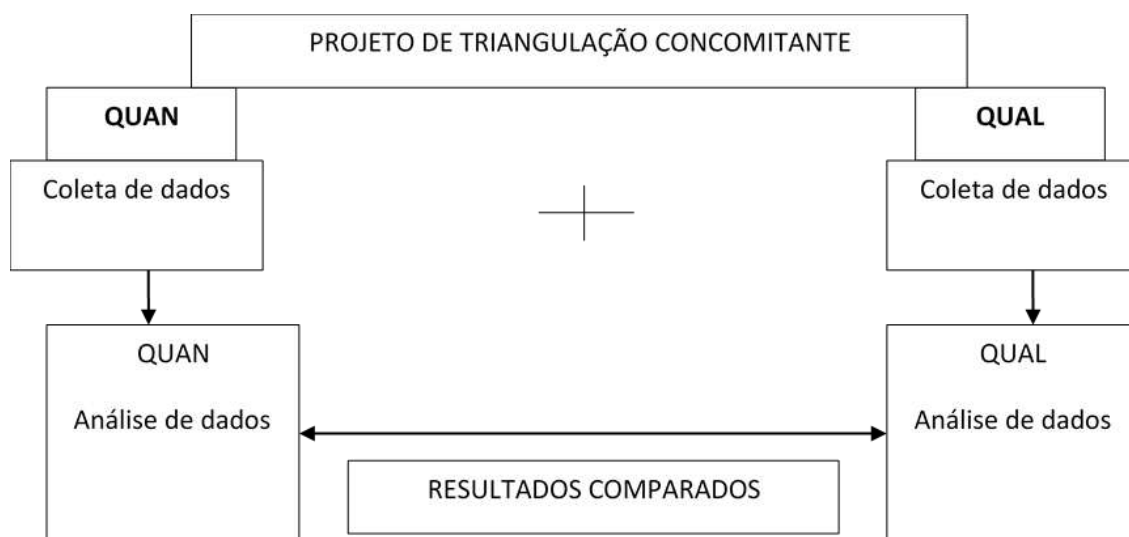 PROJETO DE TRIANGULAÇÃO CONCOMITANTE
QUAN
QUAL
Coleta de dados
Coleta de dados
QUAN
QUAL
Análise de dados
Análise de dados
RESULTADOS COMPARADOS